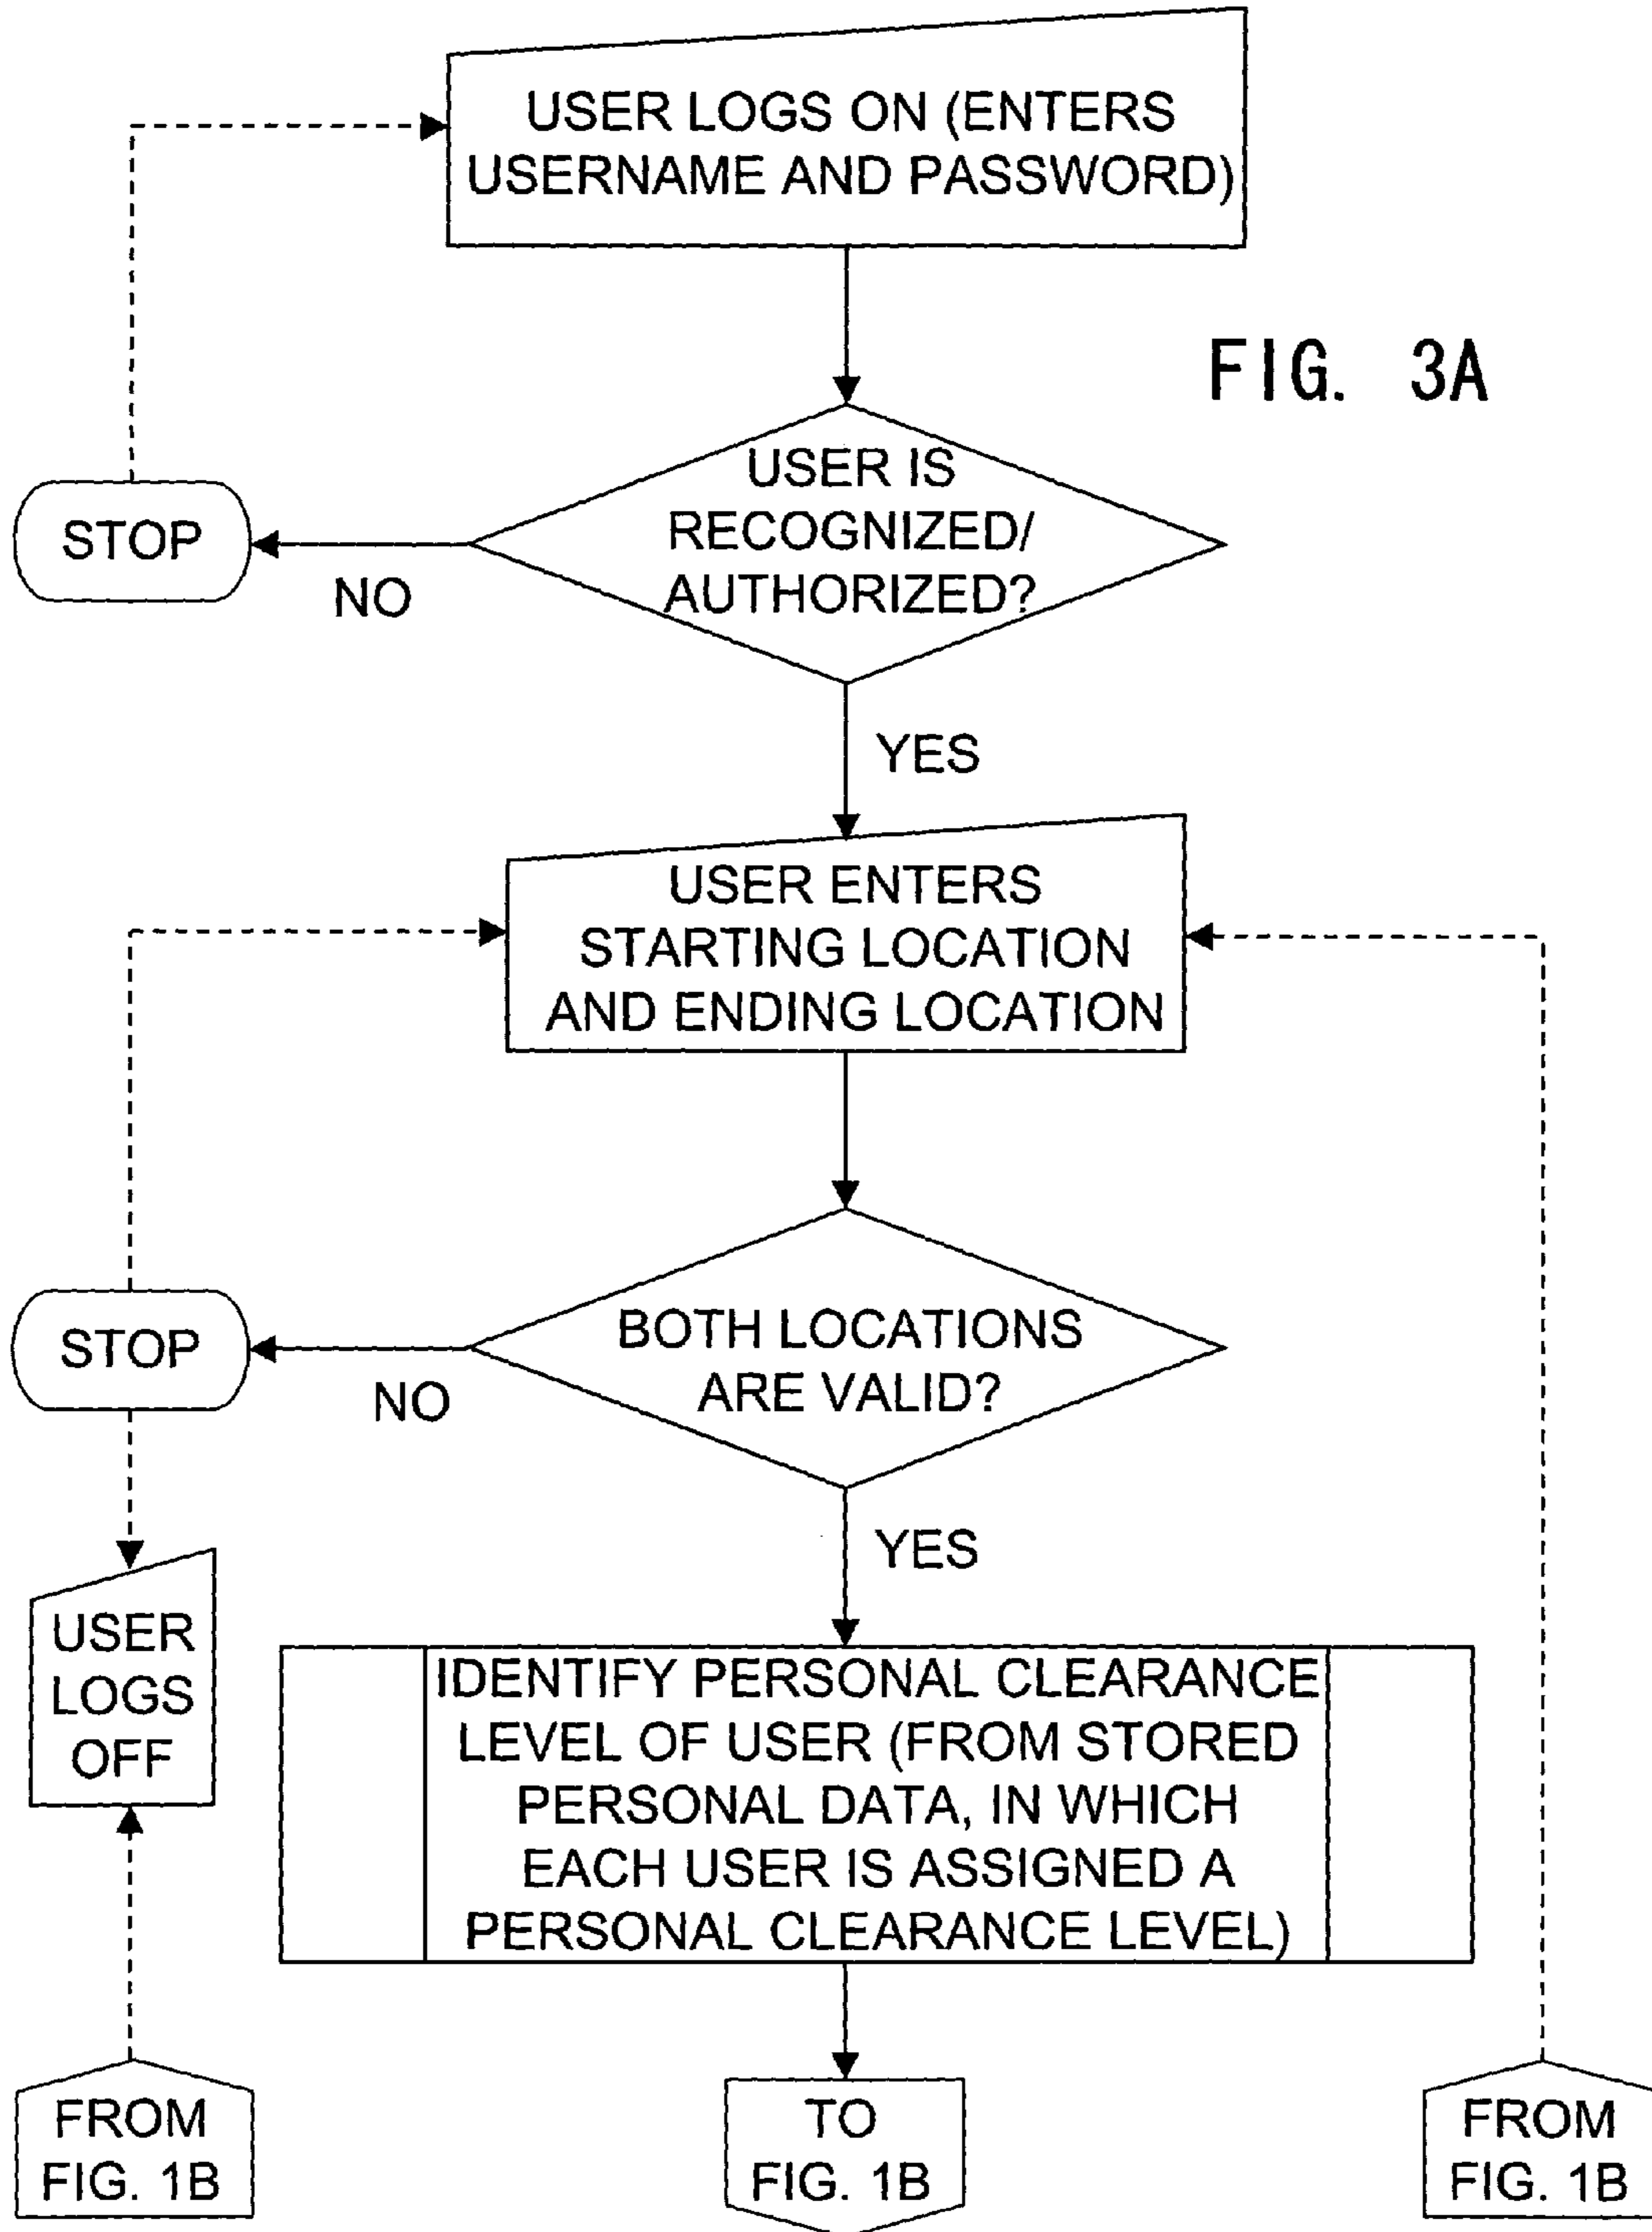 USER LOGS ON (ENTERS
USERNAME AND PASSWORD)
FIG. 3A
USER IS
RECOGNIZED/
AUTHORIZED?
STOP
NO
YES
USER ENTERS
STARTING LOCATION
AND ENDING LOCATION
BOTH LOCATIONS
ARE VALID?
STOP
NO
YES
USER
LOGS
OFF
IDENTIFY PERSONAL CLEARANCE
LEVEL OF USER (FROM STORED
PERSONAL DATA, IN WHICH
EACH USER IS ASSIGNED A
PERSONAL CLEARANCE LEVEL)
FROM
FIG. 1B
TO
FIG. 1B
FROM
FIG. 1B